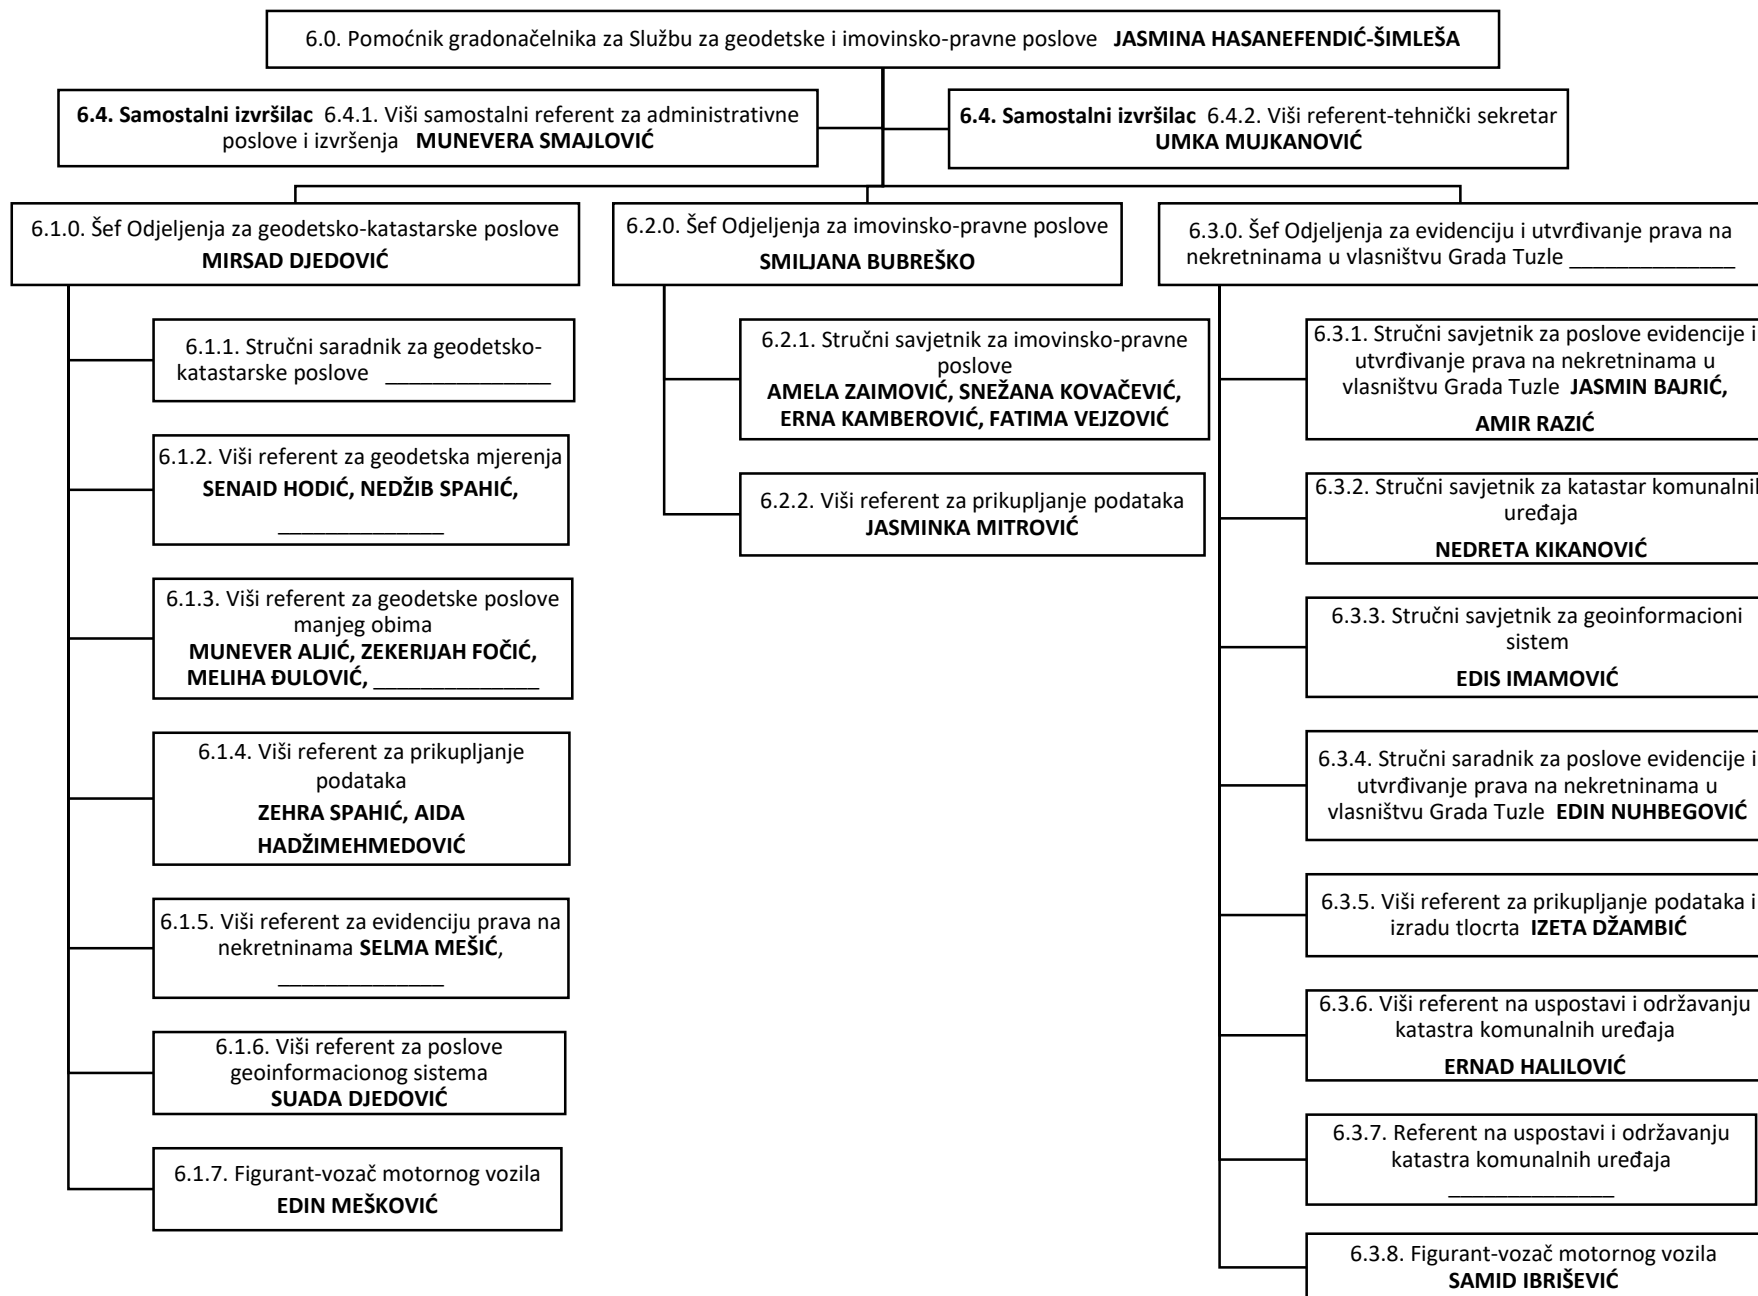 6.0. Pomoćnik gradonačelnika za Službu za geodetske i imovinsko-pravne poslove JASMINA HASANEFENDIĆ-ŠIMLEŠA
6.4. Samostalni izvršilac 6.4.1. Viši samostalni referent za administrativne
poslove i izvršenja MUNEVERA SMAJLOVIĆ
6.4. Samostalni izvršilac 6.4.2. Viši referent-tehnički sekretar
UMKA MUJKANOVIĆ
6.1.0. Šef Odjeljenja za geodetsko-katastarske poslove
MIRSAD DJEDOVIĆ
6.1.1. Stručni saradnik za geodetsko-
katastarske poslove _______________
6.1.2. Viši referent za geodetska mjerenja
SENAID HODIĆ, NEDŽIB SPAHIĆ,
_______________
6.1.3. Viši referent za geodetske poslove
manjeg obima
MUNEVER ALJIĆ, ZEKERIJAH FOČIĆ,
MELIHA ĐULOVIĆ, _______________
6.1.4. Viši referent za prikupljanje
podataka
ZEHRA SPAHIĆ, AIDA
HADŽIMEHMEDOVIĆ
6.1.5. Viši referent za evidenciju prava na
nekretninama SELMA MEŠIĆ,
_______________
6.1.6. Viši referent za poslove
geoinformacionog sistema
SUADA DJEDOVIĆ
6.1.7. Figurant-vozač motornog vozila
EDIN MEŠKOVIĆ
6.2.0. Šef Odjeljenja za imovinsko-pravne poslove
SMILJANA BUBREŠKO
6.2.1. Stručni savjetnik za imovinsko-pravne
poslove
AMELA ZAIMOVIĆ, SNEŽANA KOVAČEVIĆ,
ERNA KAMBEROVIĆ, FATIMA VEJZOVIĆ
6.2.2. Viši referent za prikupljanje podataka
JASMINKA MITROVIĆ
6.3.0. Šef Odjeljenja za evidenciju i utvrđivanje prava na
nekretninama u vlasništvu Grada Tuzle _______________
6.3.1. Stručni savjetnik za poslove evidencije i
utvrđivanje prava na nekretninama u
vlasništvu Grada Tuzle JASMIN BAJRIĆ,
AMIR RAZIĆ
6.3.2. Stručni savjetnik za katastar komunalnih
uređaja
NEDRETA KIKANOVIĆ
6.3.3. Stručni savjetnik za geoinformacioni
sistem
EDIS IMAMOVIĆ
6.3.4. Stručni saradnik za poslove evidencije i
utvrđivanje prava na nekretninama u
vlasništvu Grada Tuzle EDIN NUHBEGOVIĆ
6.3.5. Viši referent za prikupljanje podataka i
izradu tlocrta IZETA DŽAMBIĆ
6.3.6. Viši referent na uspostavi i održavanju
katastra komunalnih uređaja
ERNAD HALILOVIĆ
6.3.7. Referent na uspostavi i održavanju
katastra komunalnih uređaja
_______________
6.3.8. Figurant-vozač motornog vozila
SAMID IBRIŠEVIĆ